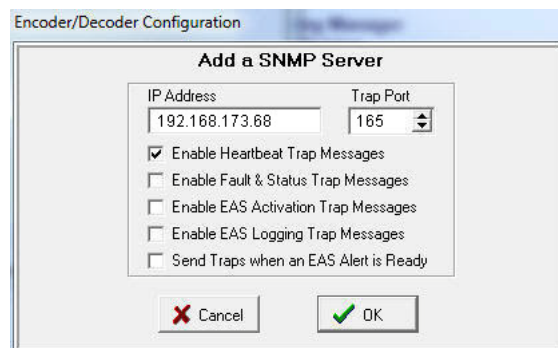 Encoder/Decoder Configuration
Add a SNMP Server
IP Address Trap Port
192.168.173.68 165
Enable Heartbeat Trap Messages
Enable Fault & Status Trap Messages
Enable EAS Activation Trap Messages
Enable EAS Logging Trap Messages
Send Traps when an EAS Alert is Ready
Cancel OK